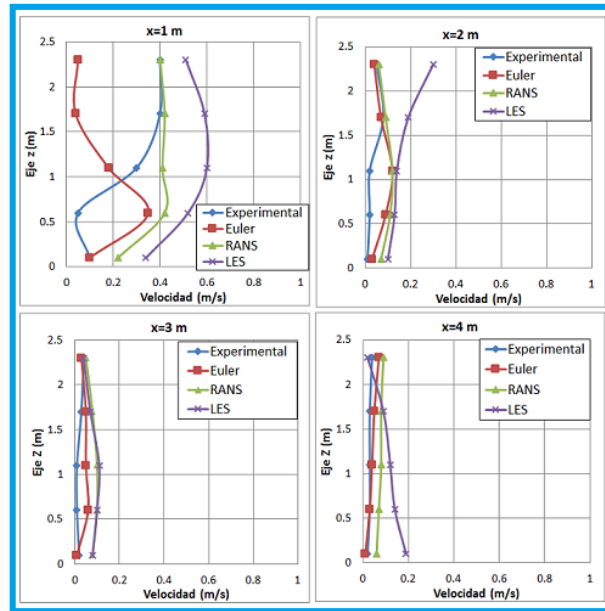 x=1 m
2.5
2
1.5
1
0.5
0
Eje z (m)
Experimental
Euler
RANS
LES
0 0.2 0.4 0.6 0.8 1
Velocidad (m/s)
x=2 m
2.5
2
1.5
1
0.5
0
Eje z (m)
Experimental
Euler
RANS
LES
0 0.2 0.4 0.6 0.8 1
Velocidad (m/s)
x=3 m
2.5
2
1.5
1
0.5
0
Eje Z (m)
Experimental
Euler
RANS
LES
0 0.2 0.4 0.6 0.8 1
Velocidad (m/s)
x=4 m
2.5
2
1.5
1
0.5
0
Eje Z (m)
Experimental
Euler
RANS
LES
0 0.2 0.4 0.6 0.8 1
Velocidad (m/s)